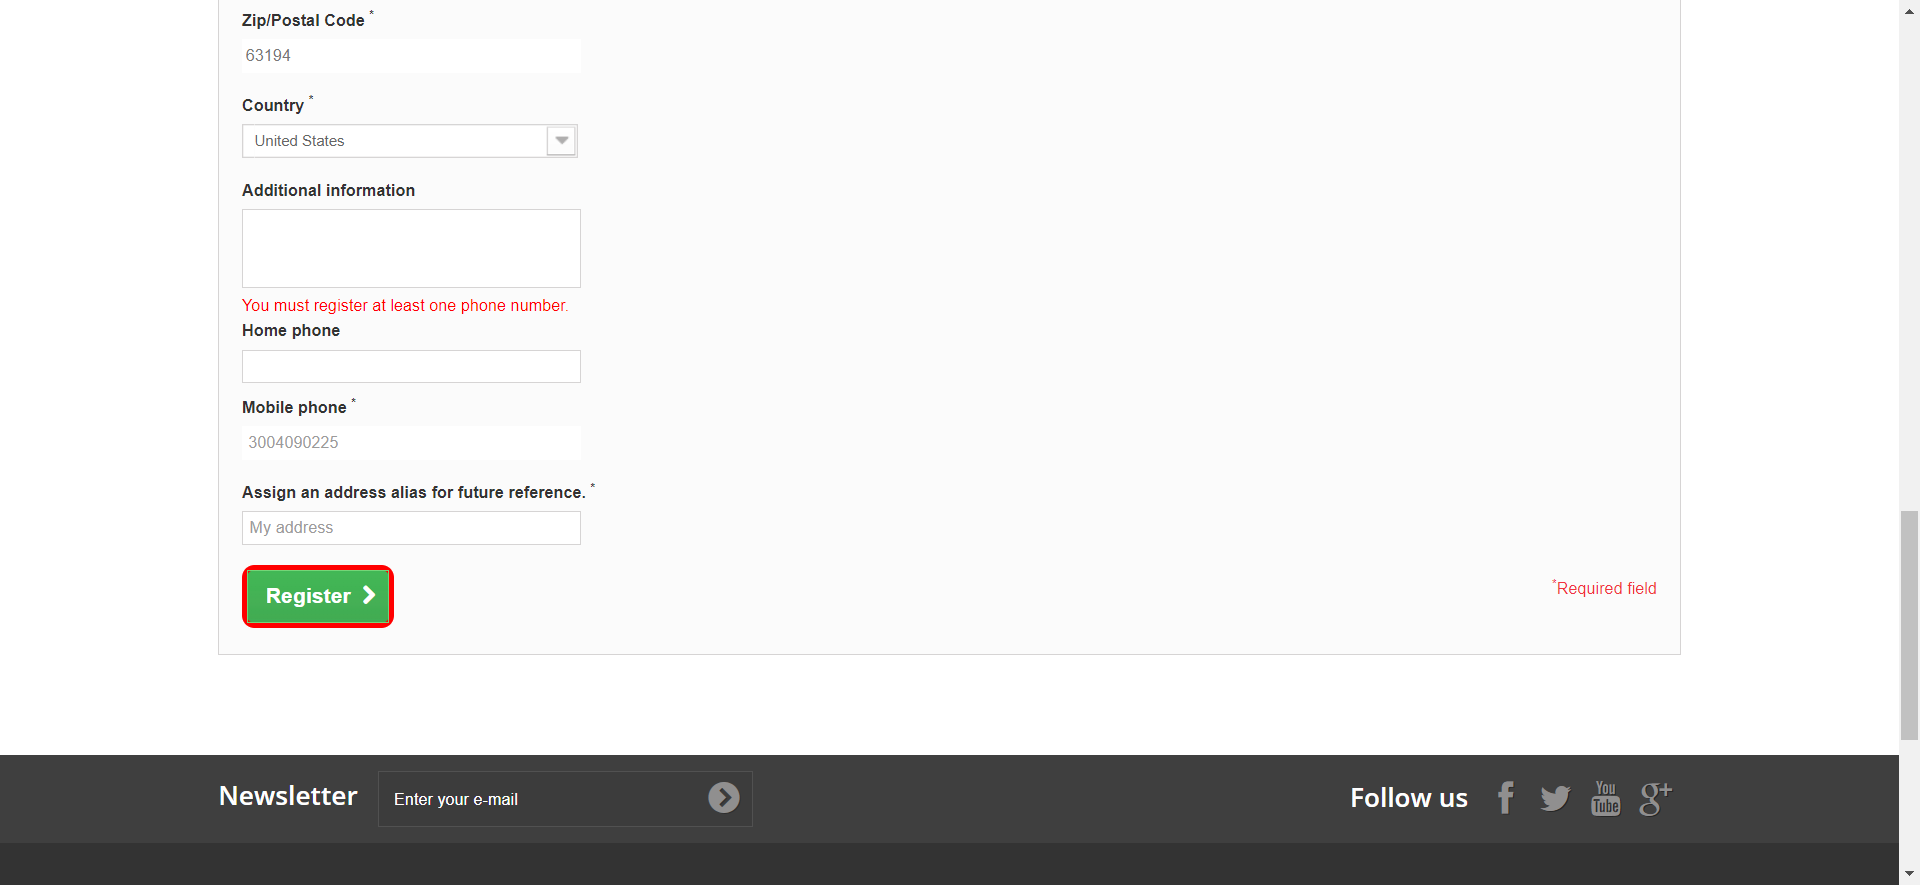 Zip/Postal Code *
63194
Country *
United States
Additional information
You must register at least one phone number.
Home phone
Mobile phone *
3004090225
Assign an address alias for future reference. *
My address
Register
*Required field
Newsletter
Enter your e-mail
Follow us
You
Tube
g+